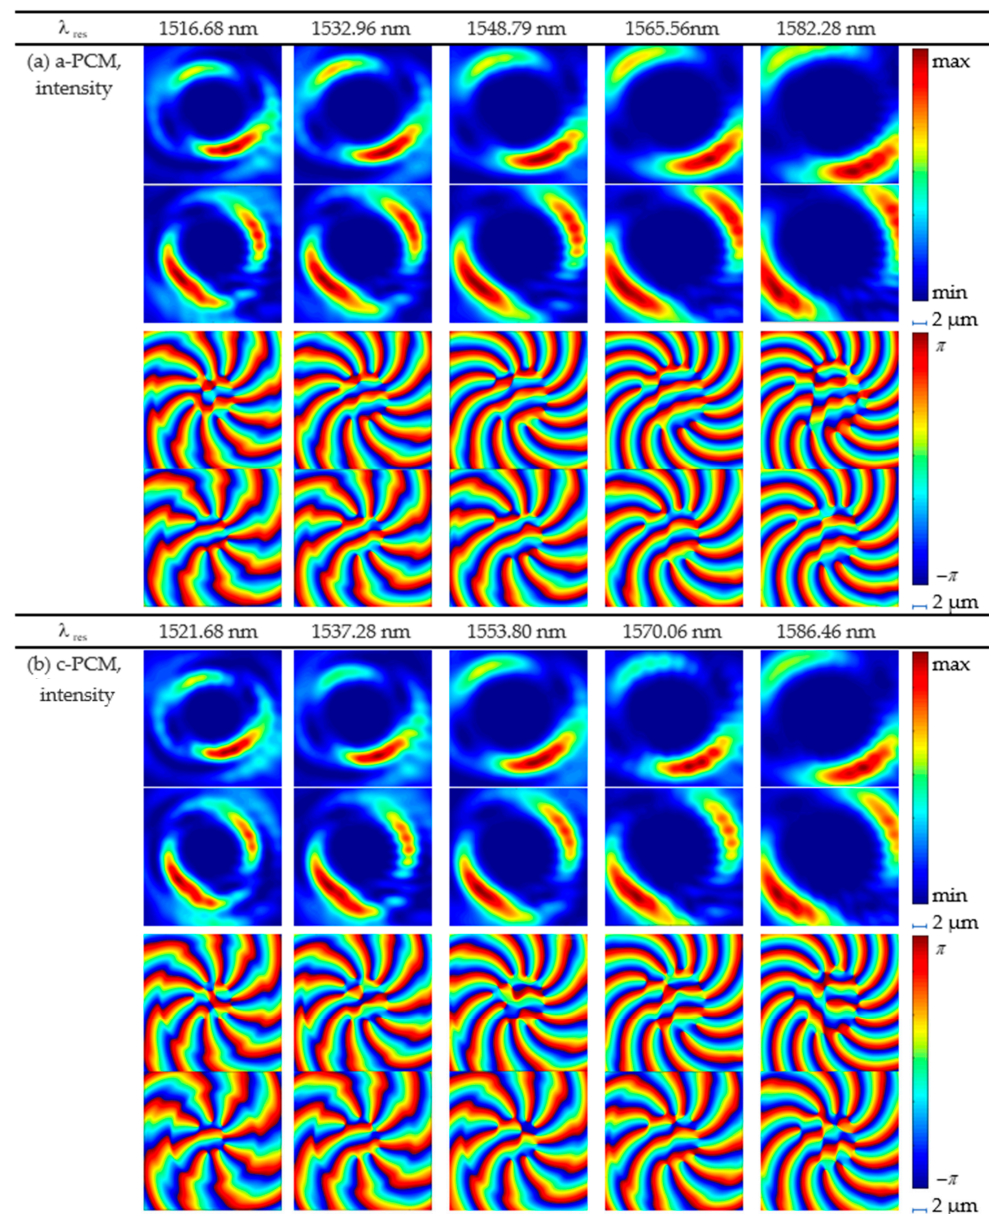 λ res 1516.68 nm 1532.96 nm 1548.79 nm 1565.56nm 1582.28 nm
(a) a-PCM,
intensity
max
min
2 μm
π
−π
2 μm
λ res 1521.68 nm 1537.28 nm 1553.80 nm 1570.06 nm 1586.46 nm
(b) c-PCM,
intensity
max
min
2 μm
π
−π
2 μm